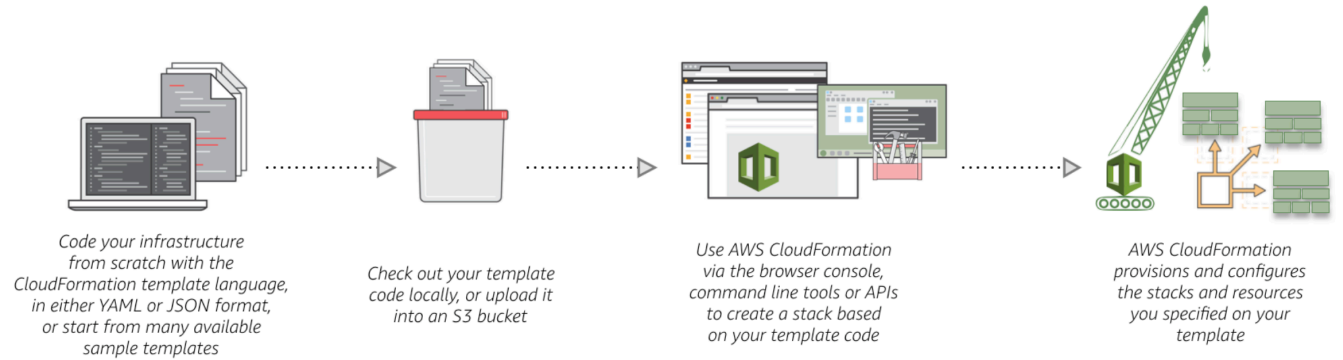 Code your infrastructure
from scratch with the
CloudFormation template language,
in either YAML or JSON format,
or start from many available
sample templates
Check out your template
code locally, or upload it
into an S3 bucket
Use AWS CloudFormation
via the browser console,
command line tools or APIs
to create a stack based
on your template code
AWS CloudFormation
provisions and configures
the stacks and resources
you specified on your
template